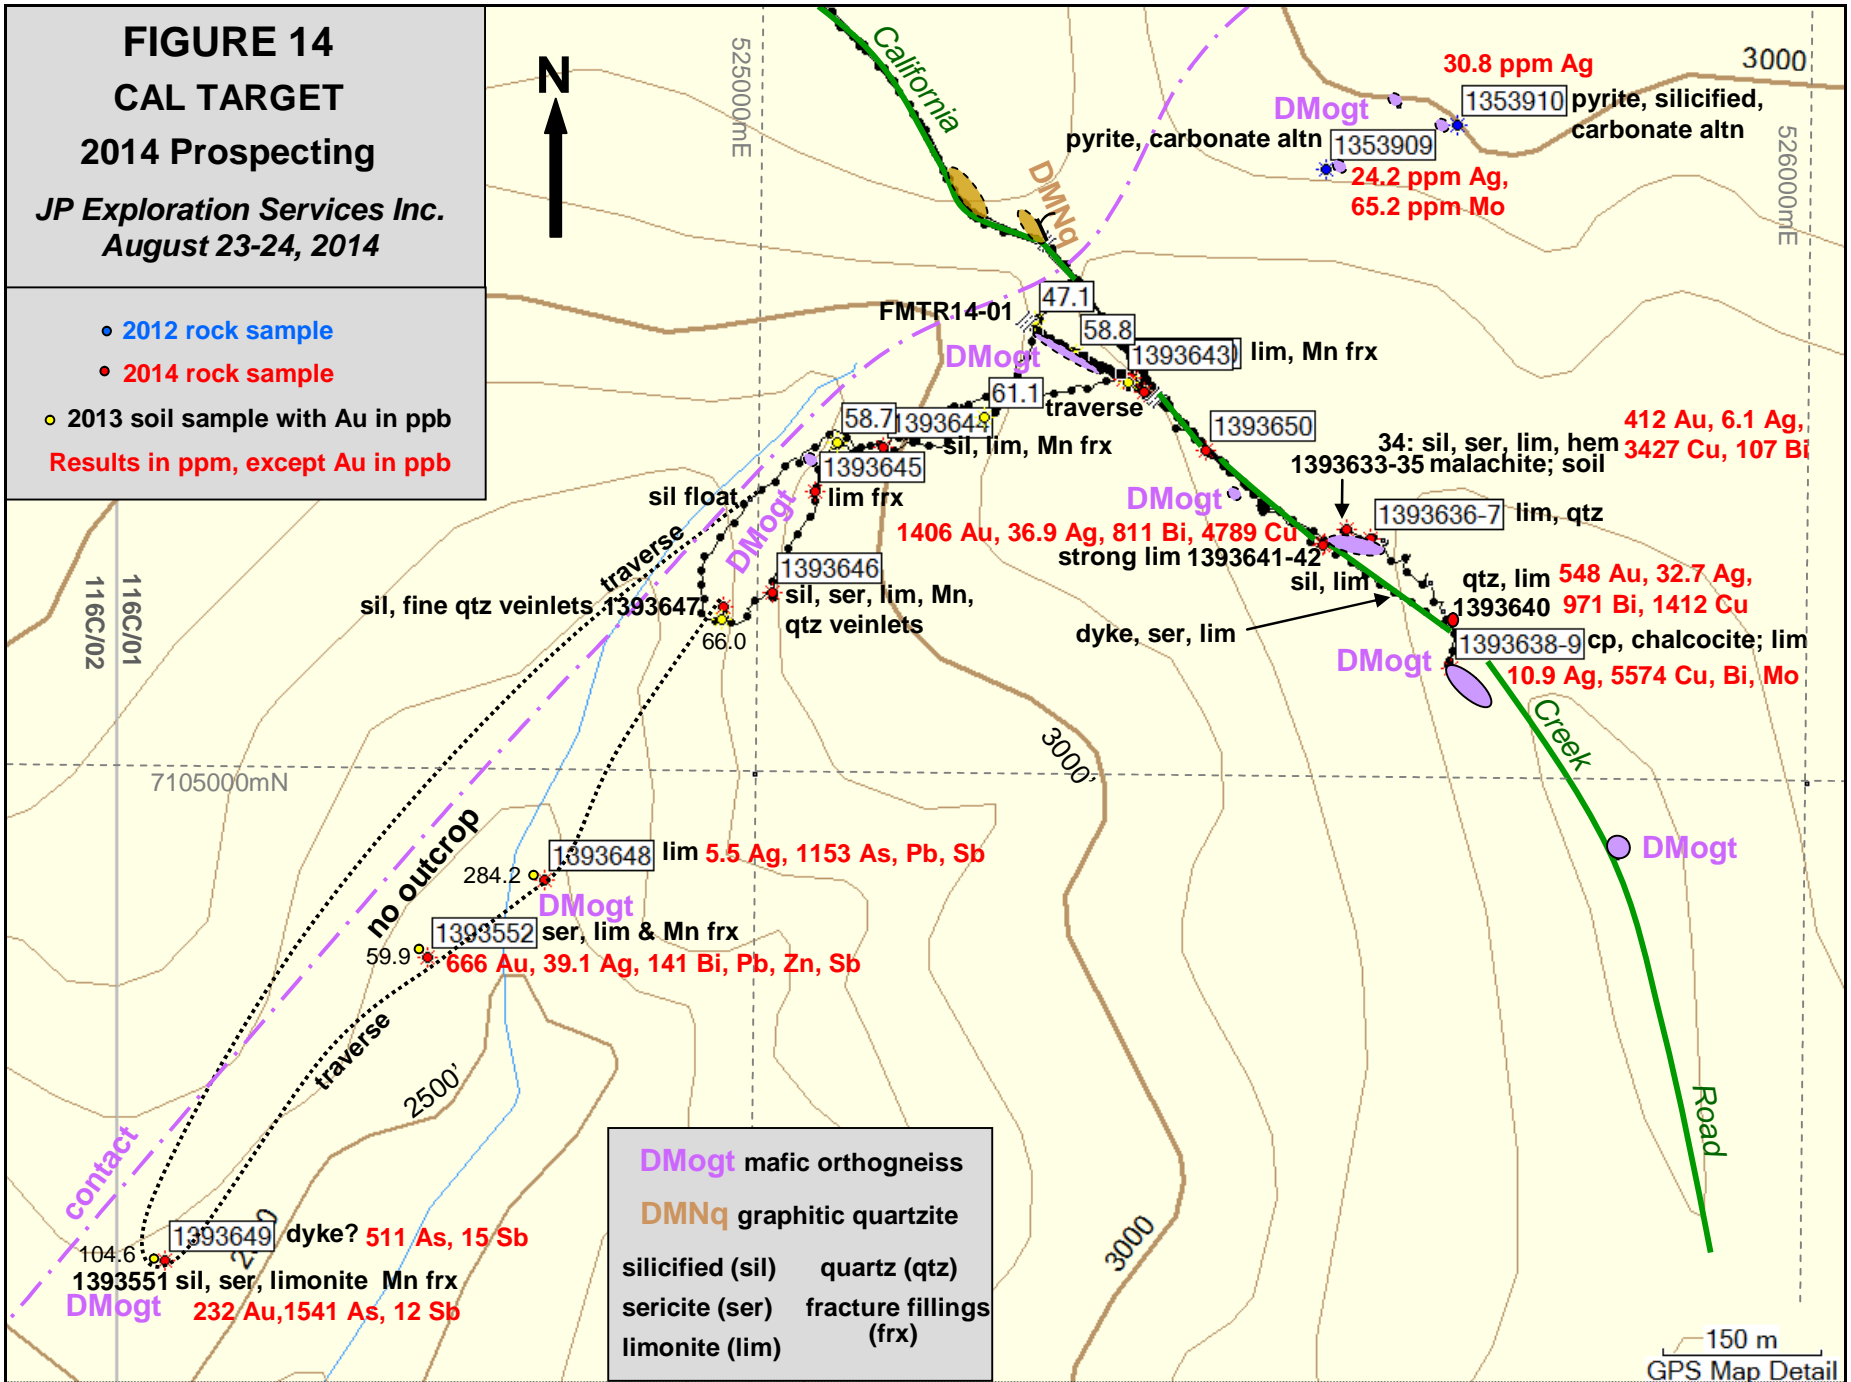 FIGURE 14
CAL TARGET
2014 Prospecting
JP Exploration Services Inc.
August 23-24, 2014
2012 rock sample
2014 rock sample
2013 soil sample with Au in ppb
Results in ppm, except Au in ppb
N
525000mE
California
DMNq
3000
30.8 ppm Ag
DMogt
1353910 pyrite, silicified,
carbonate altn
pyrite, carbonate altn 1353909
24.2 ppm Ag,
65.2 ppm Mo
526000mE
47.1
FMTR14-01
58.8
DMogt
1393643 lim, Mn frx
61.1
traverse
58.7
1393644
sil, lim, Mn frx
1393650
412 Au, 6.1 Ag,
3427 Cu, 107 Bi
34: sil, ser, lim, hem
1393633-35 malachite; soil
1393645
lim frx
sil float
DMogt
DMogt
1393636-7 lim, qtz
1406 Au, 36.9 Ag, 811 Bi, 4789 Cu
strong lim 1393641-42
sil, lim
traverse
1393646
sil, ser, lim, Mn,
qtz veinlets
sil, fine qtz veinlets 1393647
66.0
qtz, lim 548 Au, 32.7 Ag,
1393640 971 Bi, 1412 Cu
dyke, ser, lim
1393638-9 cp, chalcocite; lim
DMogt
10.9 Ag, 5574 Cu, Bi, Mo
116C/02
116C/01
Creek
3000'
7105000mN
no outcrop
1393648 lim 5.5 Ag, 1153 As, Pb, Sb
284.2
DMogt
DMogt
1393552 ser, lim & Mn frx
59.9
666 Au, 39.1 Ag, 141 Bi, Pb, Zn, Sb
traverse
2500'
Road
contact
1393649 dyke? 511 As, 15 Sb
104.6
1393551 sil, ser, limonite Mn frx
DMogt
232 Au,1541 As, 12 Sb
3000
DMogt mafic orthogneiss
DMNq graphitic quartzite
silicified (sil) quartz (qtz)
sericite (ser) fracture fillings
(frx)
limonite (lim)
150 m
GPS Map Detail